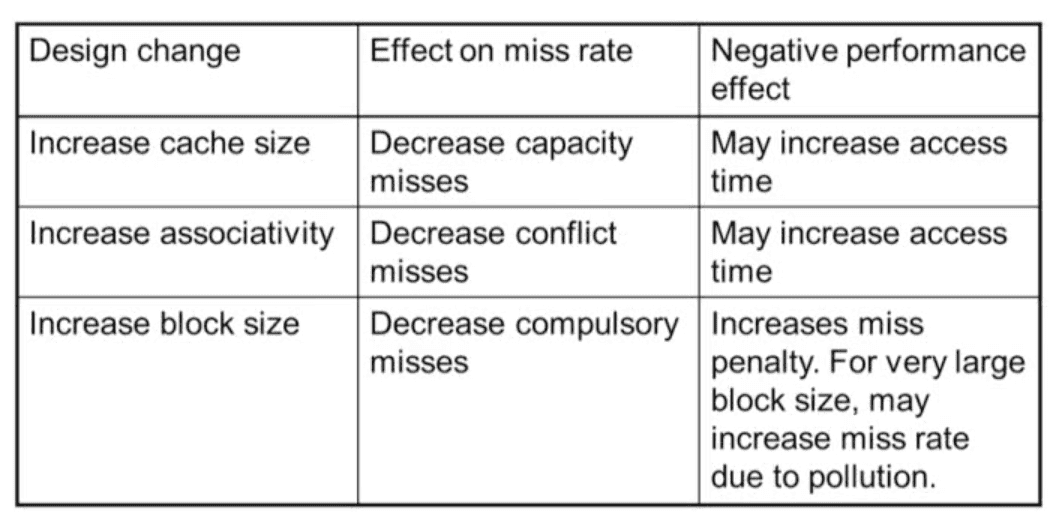 Design change
Effect on miss rate
Negative performance
effect
Increase cache size
Decrease capacity
misses
May increase access
time
Increase associativity
Decrease conflict
misses
May increase access
time
Increase block size
Decrease compulsory
misses
Increases miss
penalty. For very large
block size, may
increase miss rate
due to pollution.